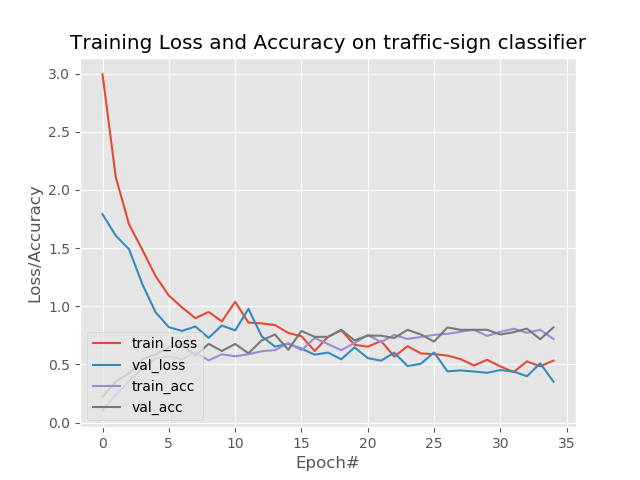 Training Loss and Accuracy on traffic-sign classifier
3.0
2.5
2.0
1.5
1.0
0.5
0.0
Loss/Accuracy
train_loss
val_loss
train_acc
val_acc
0 5 10 15 20 25 30 35
Epoch#